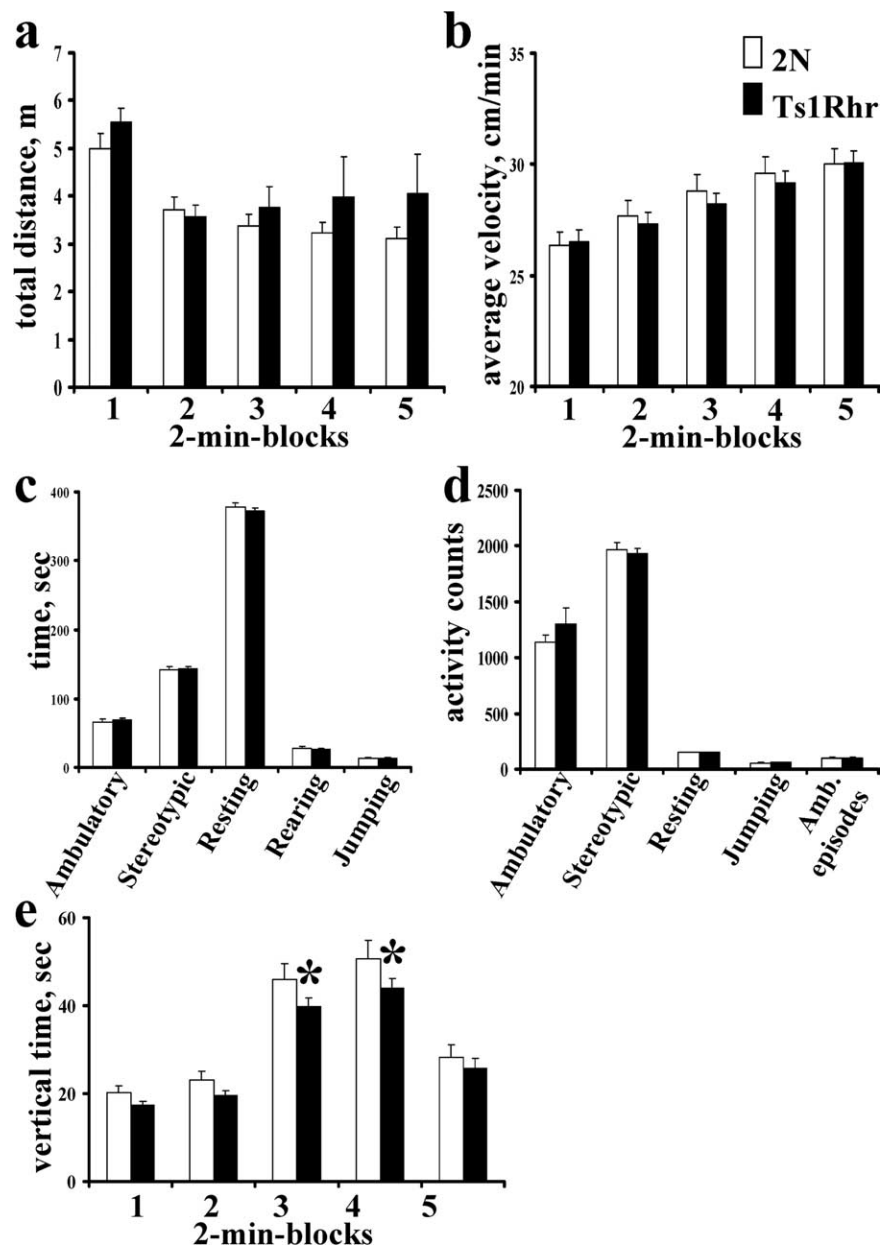 a
total distance, m
7
6
5
4
3
2
1
0
1 2 3 4 5
2-min-blocks
b
average velocity, cm/min
35
30
25
20
2N
Ts1Rhr
1 2 3 4 5
2-min-blocks
c
time, sec
400
300
200
100
0
Ambulatory
Stereotypic
Resting
Rearing
Jumping
d
activity counts
2500
2000
1500
1000
500
0
Ambulatory
Stereotypic
Resting
Jumping
Amb.
episodes
e
vertical time, sec
60
40
20
0
* *
1 2 3 4 5
2-min-blocks